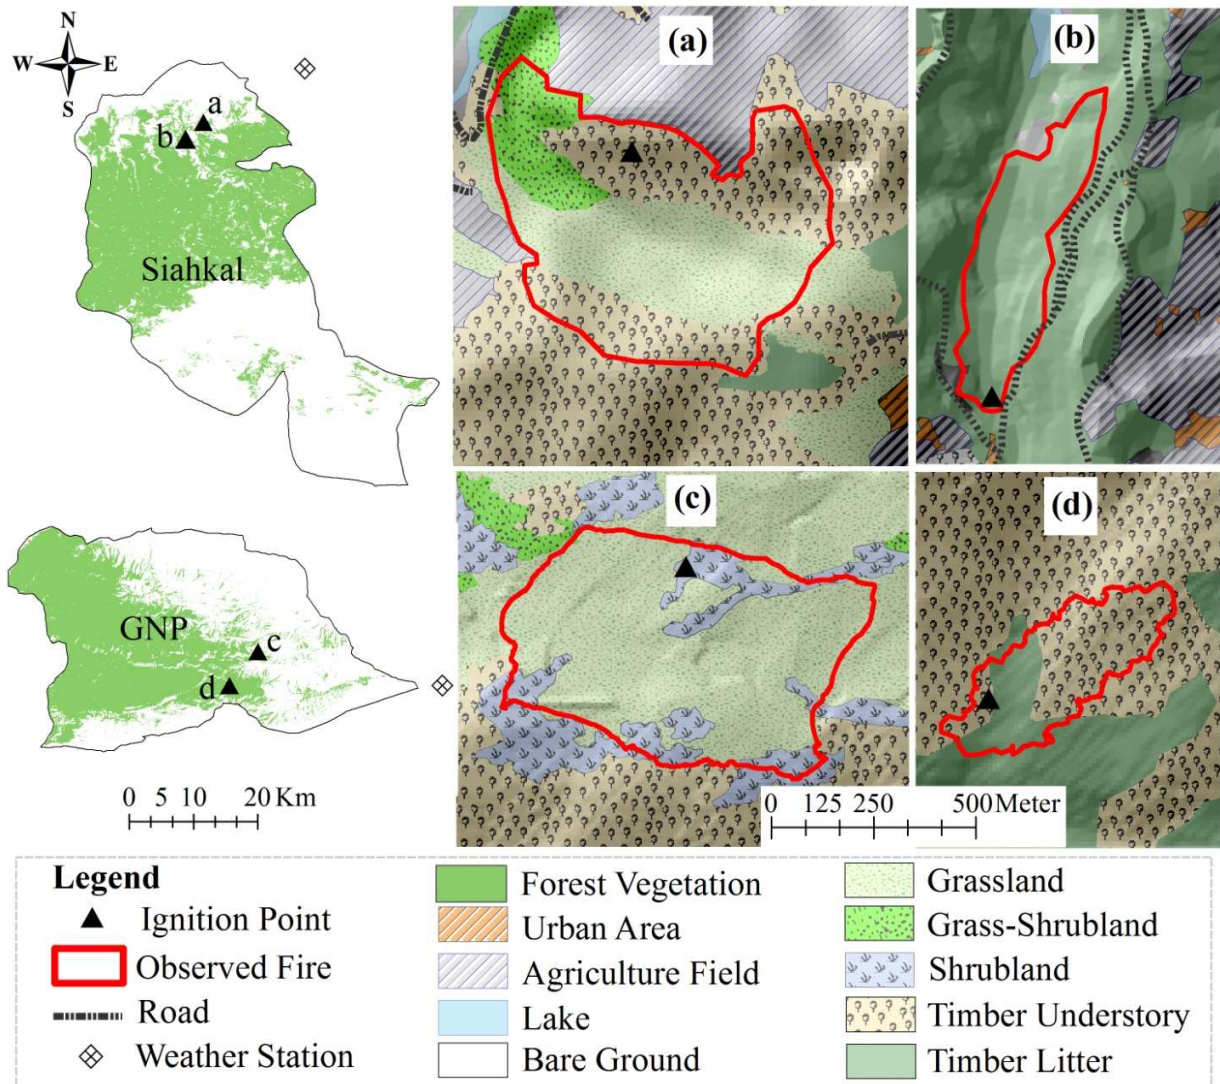 N
W E
S
a
b
Siahkal
GNP
c
d
0 5 10 20 Km
(a)
(b)
(c)
(d)
0 125 250 500 Meter
Legend
Ignition Point
Observed Fire
Road
Weather Station
Forest Vegetation
Urban Area
Agriculture Field
Lake
Bare Ground
Grassland
Grass-Shrubland
Shrubland
Timber Understory
Timber Litter